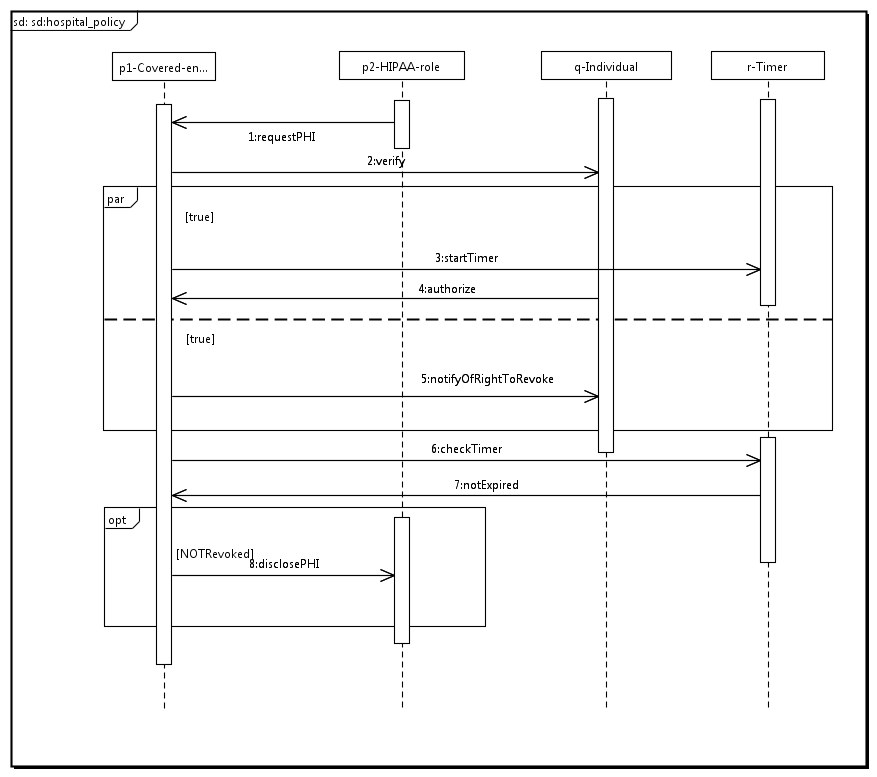 sd: sd:hospital_policy
p1-Covered-en...
p2-HIPAA-role
q-Individual
r-Timer
1:requestPHI
2:verify
par
[true]
3:startTimer
4:authorize
[true]
5:notifyOfRightToRevoke
6:checkTimer
7:notExpired
opt
[NOTRevoked]
8:disclosePHI